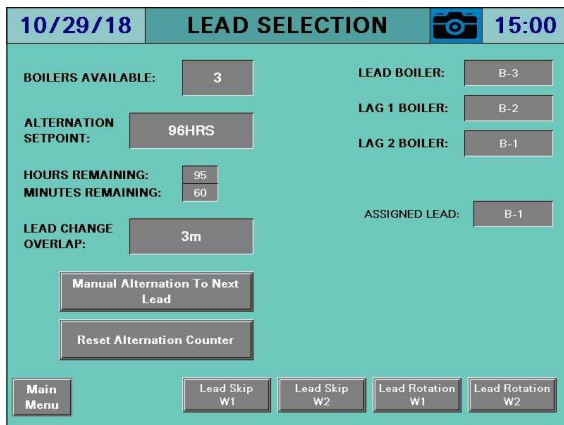 10/29/18 LEAD SELECTION 15:00
BOILERS AVAILABLE: 3
LEAD BOILER: B-3
LAG 1 BOILER: B-2
ALTERNATION
SETPOINT: 96HRS
LAG 2 BOILER: B-1
HOURS REMAINING: 95
MINUTES REMAINING: 60
ASSIGNED LEAD: B-1
LEAD CHANGE
OVERLAP: 3m
Manual Alternation To Next
Lead
Reset Alternation Counter
Main
Menu
Lead Skip
W1
Lead Skip
W2
Lead Rotation
W1
Lead Rotation
W2